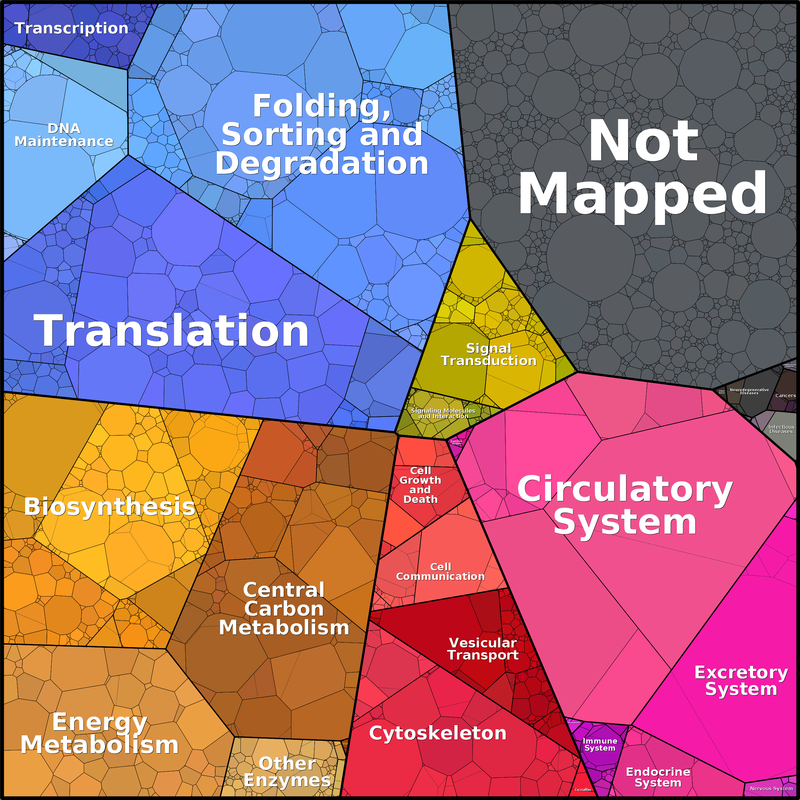 Transcription
Folding,
Sorting and
Degradation
DNA
Maintenance
Not
Mapped
Translation
Signal
Transduction
Signaling Molecules
and Interaction
Neurodegenerative
Diseases
Cancers
Infectious
Diseases
Biosynthesis
Cell
Growth
and
Death
Circulatory
System
Cell
Communication
Central
Carbon
Metabolism
Vesicular
Transport
Excretory
System
Energy
Metabolism
Cytoskeleton
Immune
System
Other
Enzymes
Endocrine
System
Nervous System